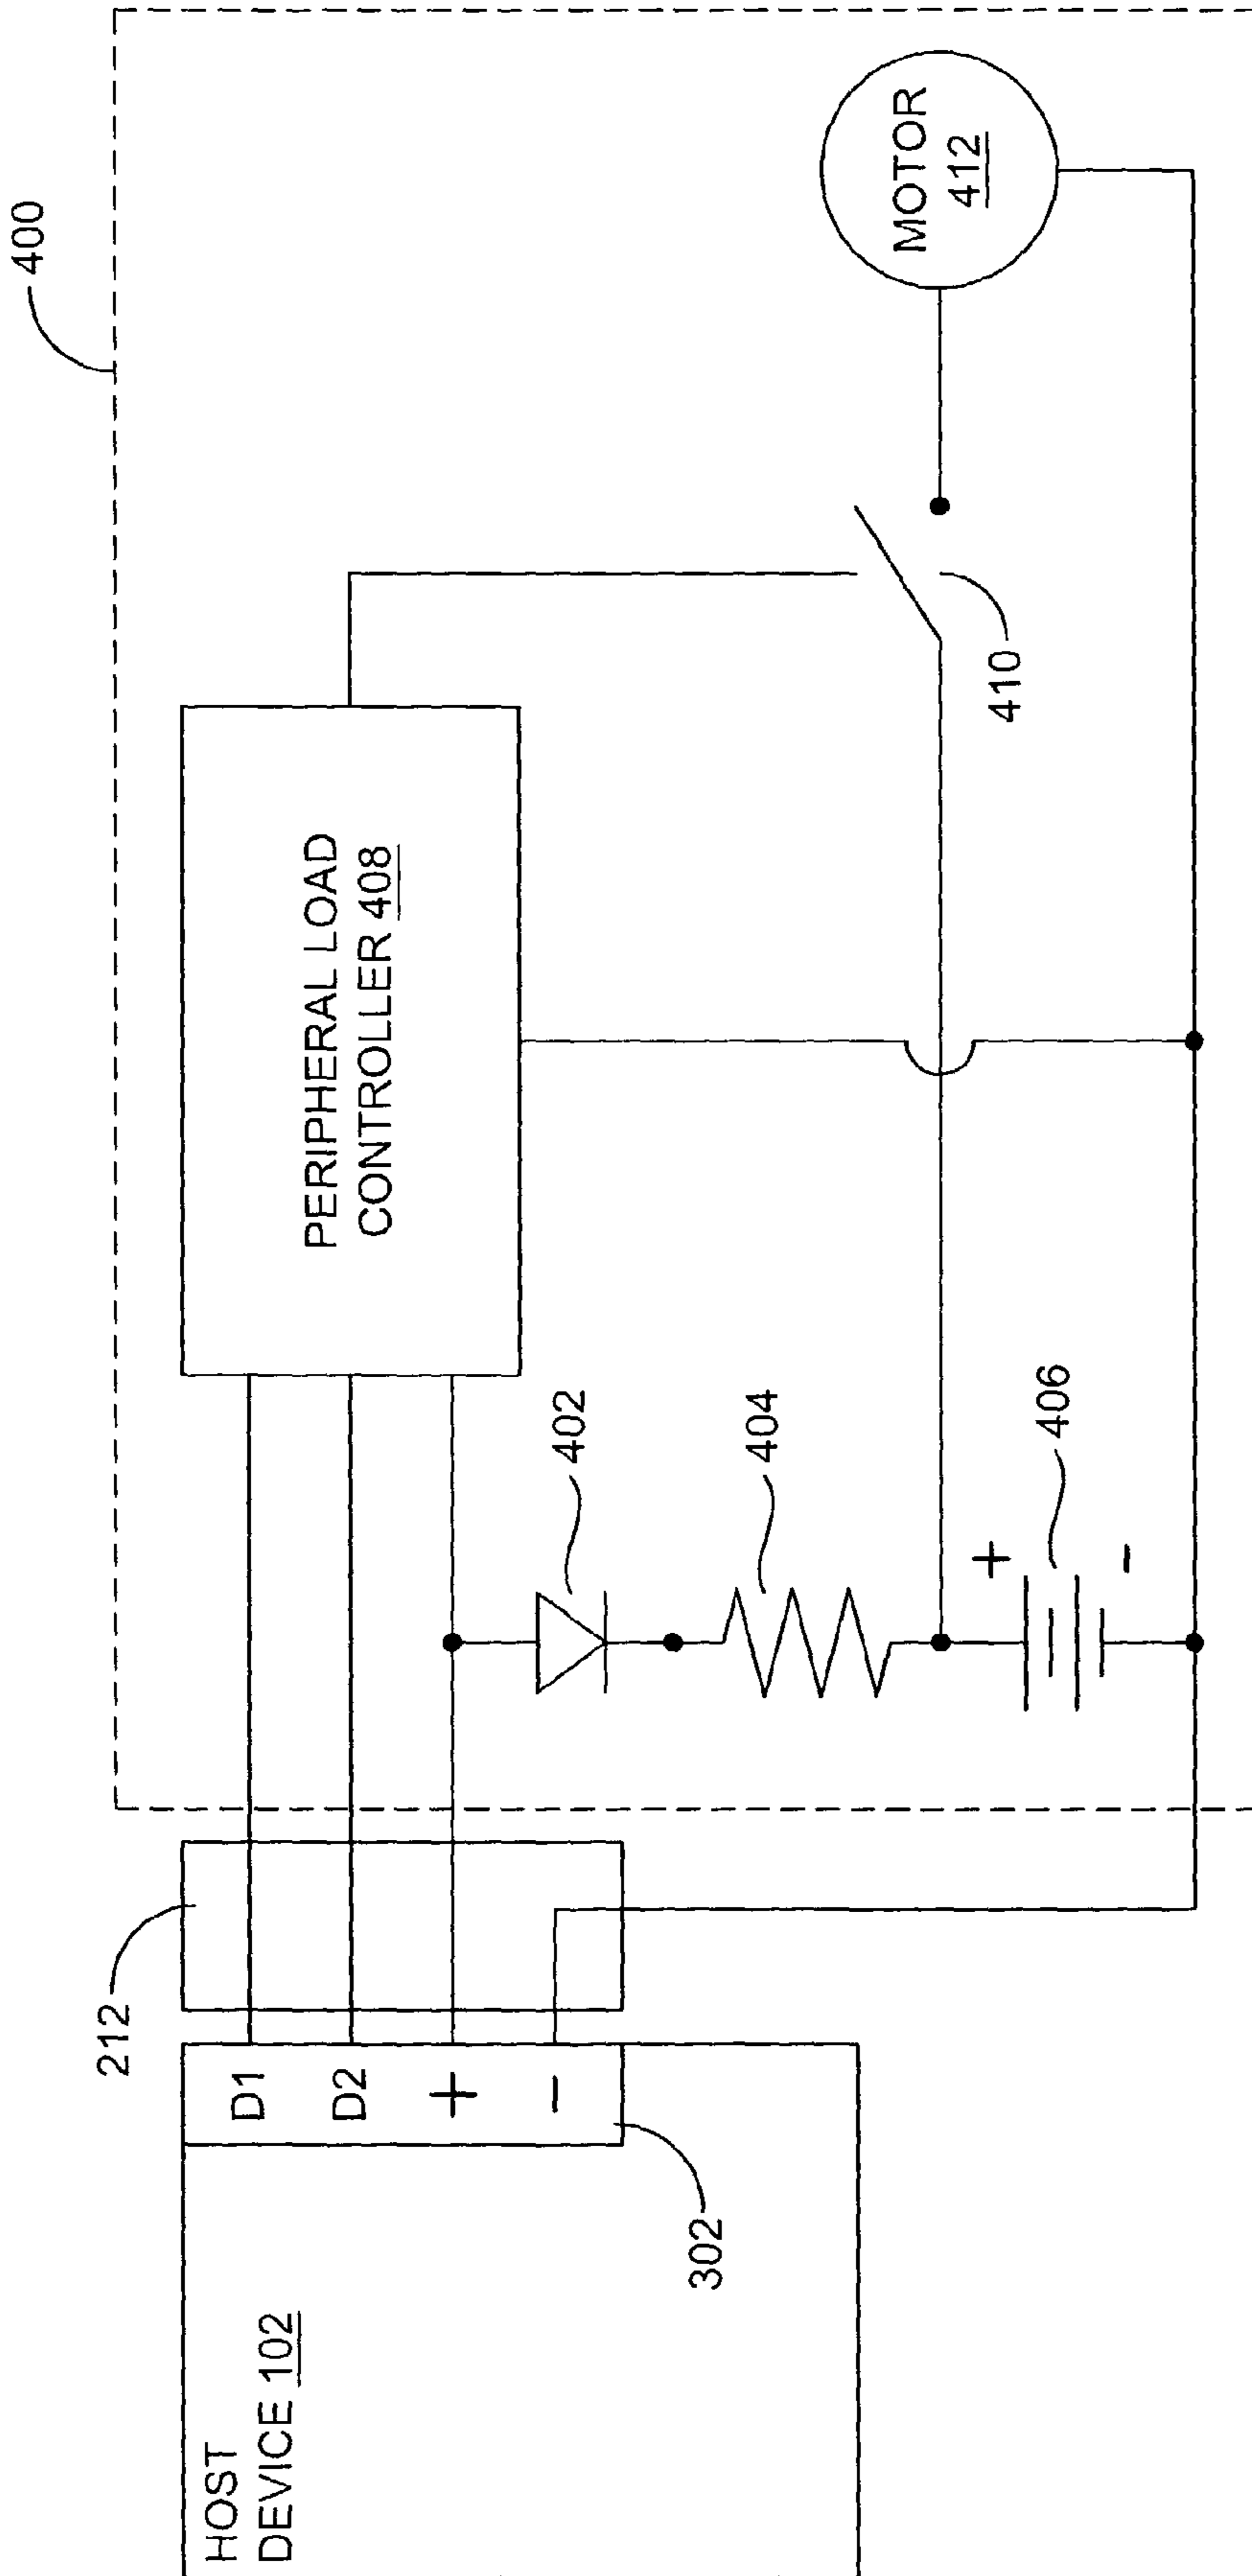 400
MOTOR
412
PERIPHERAL LOAD
CONTROLLER 408
410
402
404
406
+
-
212
D1
D2
+
-
302
HOST
DEVICE 102